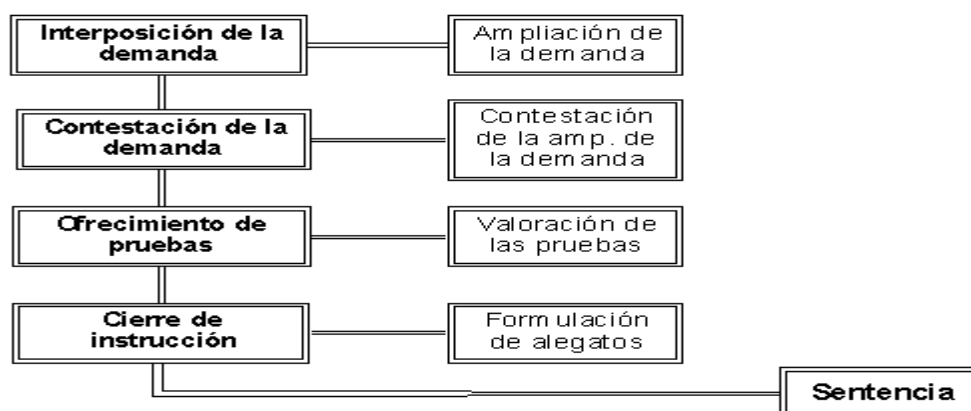 Interposición de la
demanda
Ampliación de
la demanda
Contestación de la
demanda
Contestación
de la amp. de
la demanda
Ofrecimiento de
pruebas
Valoración de
las pruebas
Cierre de
instrucción
Formulación
de alegatos
Sentencia